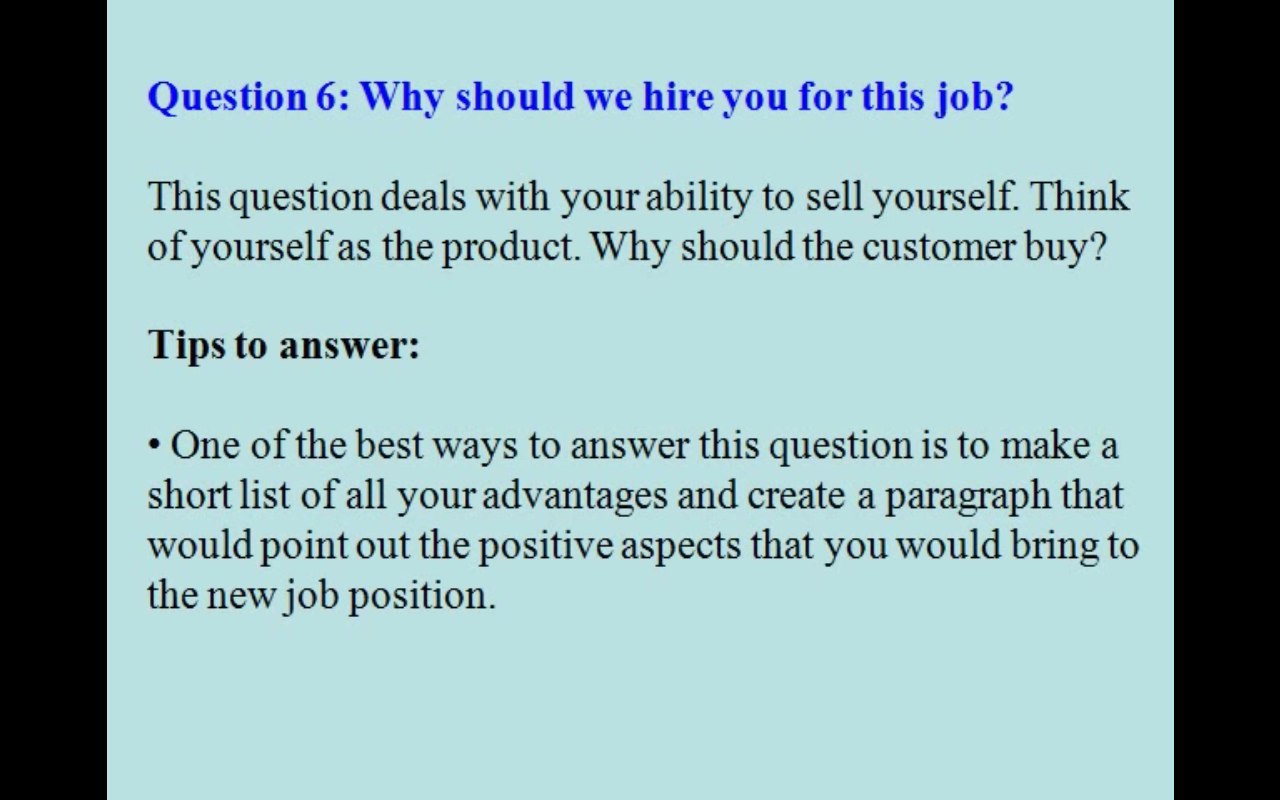 Question 6: Why should we hire you for this job?
This question deals with your ability to sell yourself. Think
of yourself as the product. Why should the customer buy?
Tips to answer:
• One of the best ways to answer this question is to make a
short list of all your advantages and create a paragraph that
would point out the positive aspects that you would bring to
the new job position.